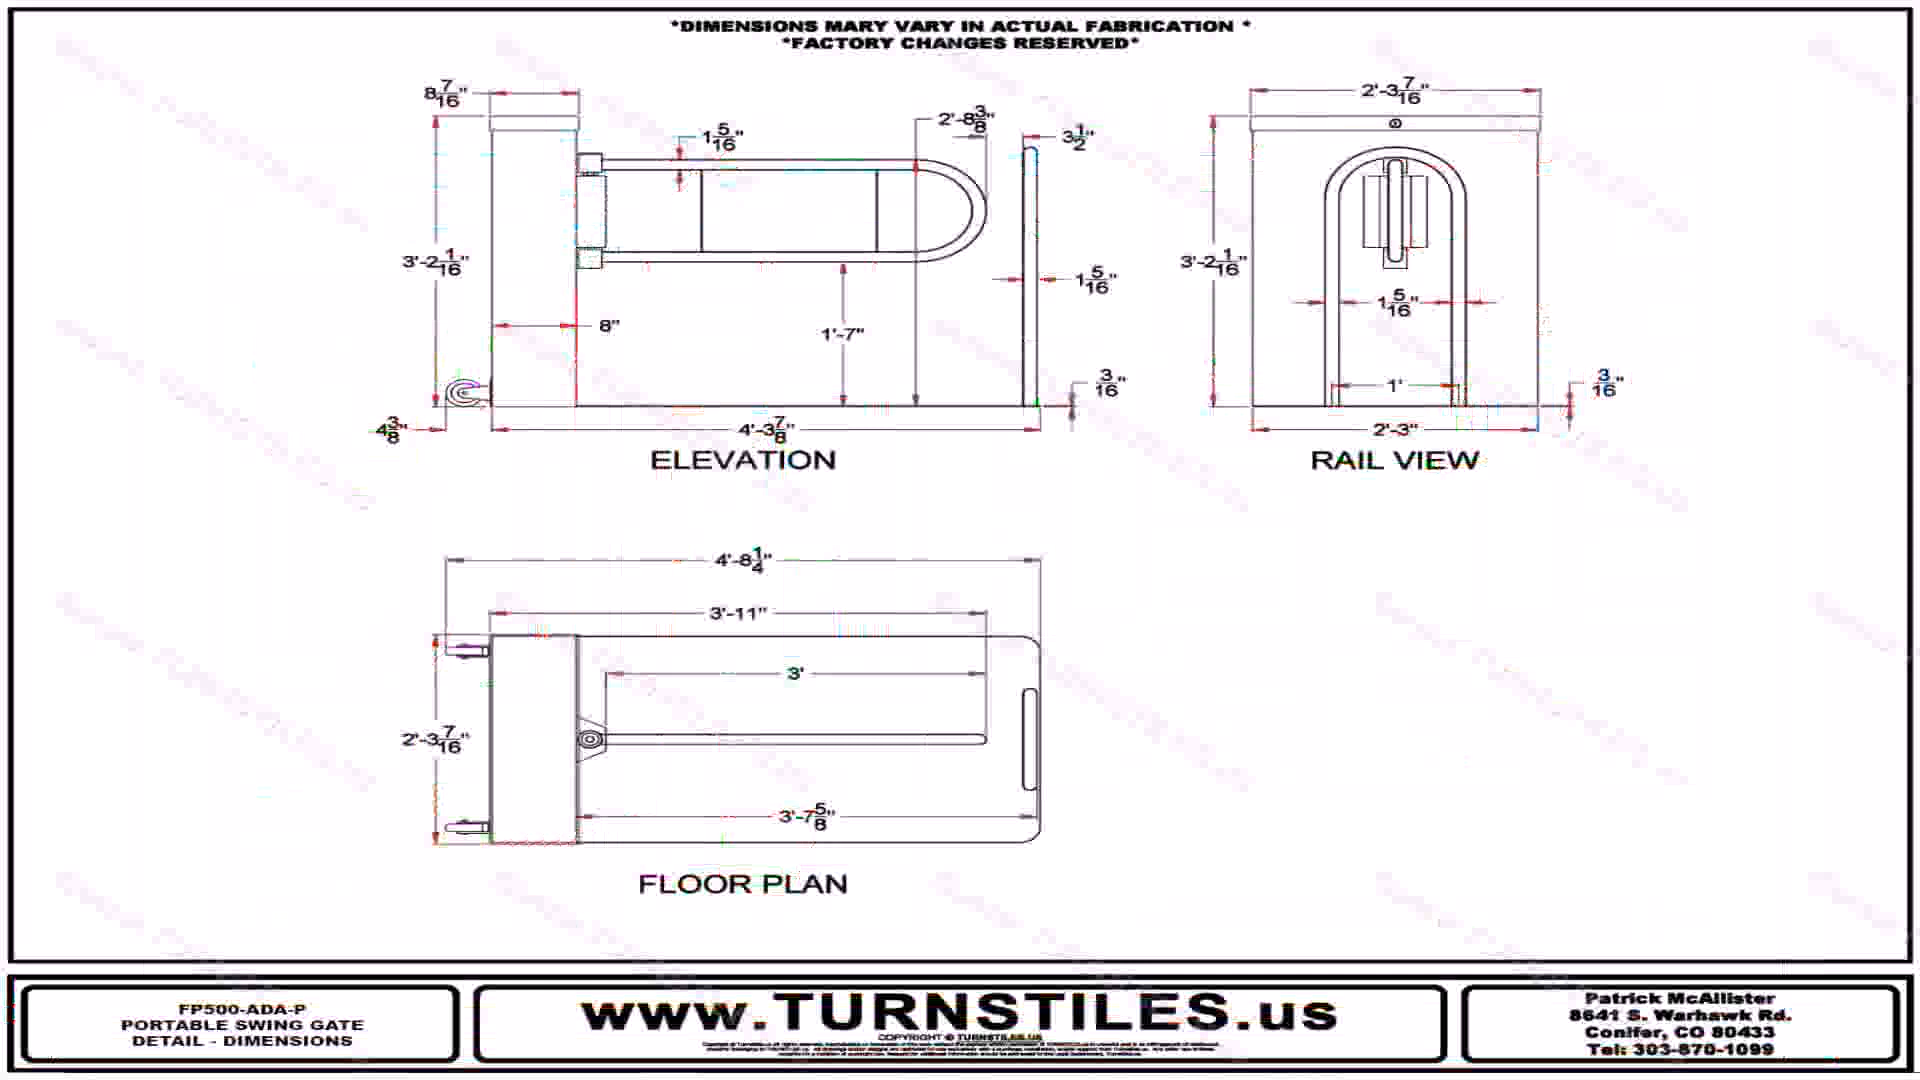 *DIMENSIONS MARY VARY IN ACTUAL FABRICATION *
*FACTORY CHANGES RESERVED*
8 7/16"
1 5/16"
2'-8 3/8"
3 1/2"
3'-2 1/16"
8"
1'-7"
1 5/16"
3/16"
4 3/8"
4'-3 7/8"
ELEVATION
2'-3 7/16"
3'-2 1/16"
1 5/16"
1'
3/16"
2'-3"
RAIL VIEW
4'-8 1/4"
3'-11"
3'
2'-3 7/16"
3'-7 5/8"
FLOOR PLAN
FP500-ADA-P
PORTABLE SWING GATE
DETAIL - DIMENSIONS
www.TURNSTILES.us
COPYRIGHT © TURNSTILES.US
Patrick McAllister
8641 S. Warhawk Rd.
Conifer, CO 80433
Tel: 303-670-1099